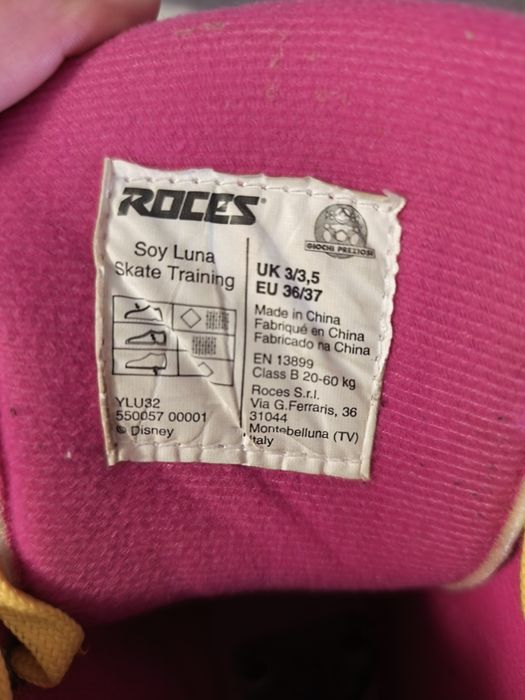 ROCES
GIOCHI PREZIOSI
Soy Luna
Skate Training
YLU32
550057 00001
© Disney
UK 3/3,5
EU 36/37
Made in China
Fabriqué en China
Fabricado na China
EN 13899
Class B 20-60 kg
Roces S.r.l.
Via G.Ferraris, 36
31044
Montebelluna (TV)
Italy